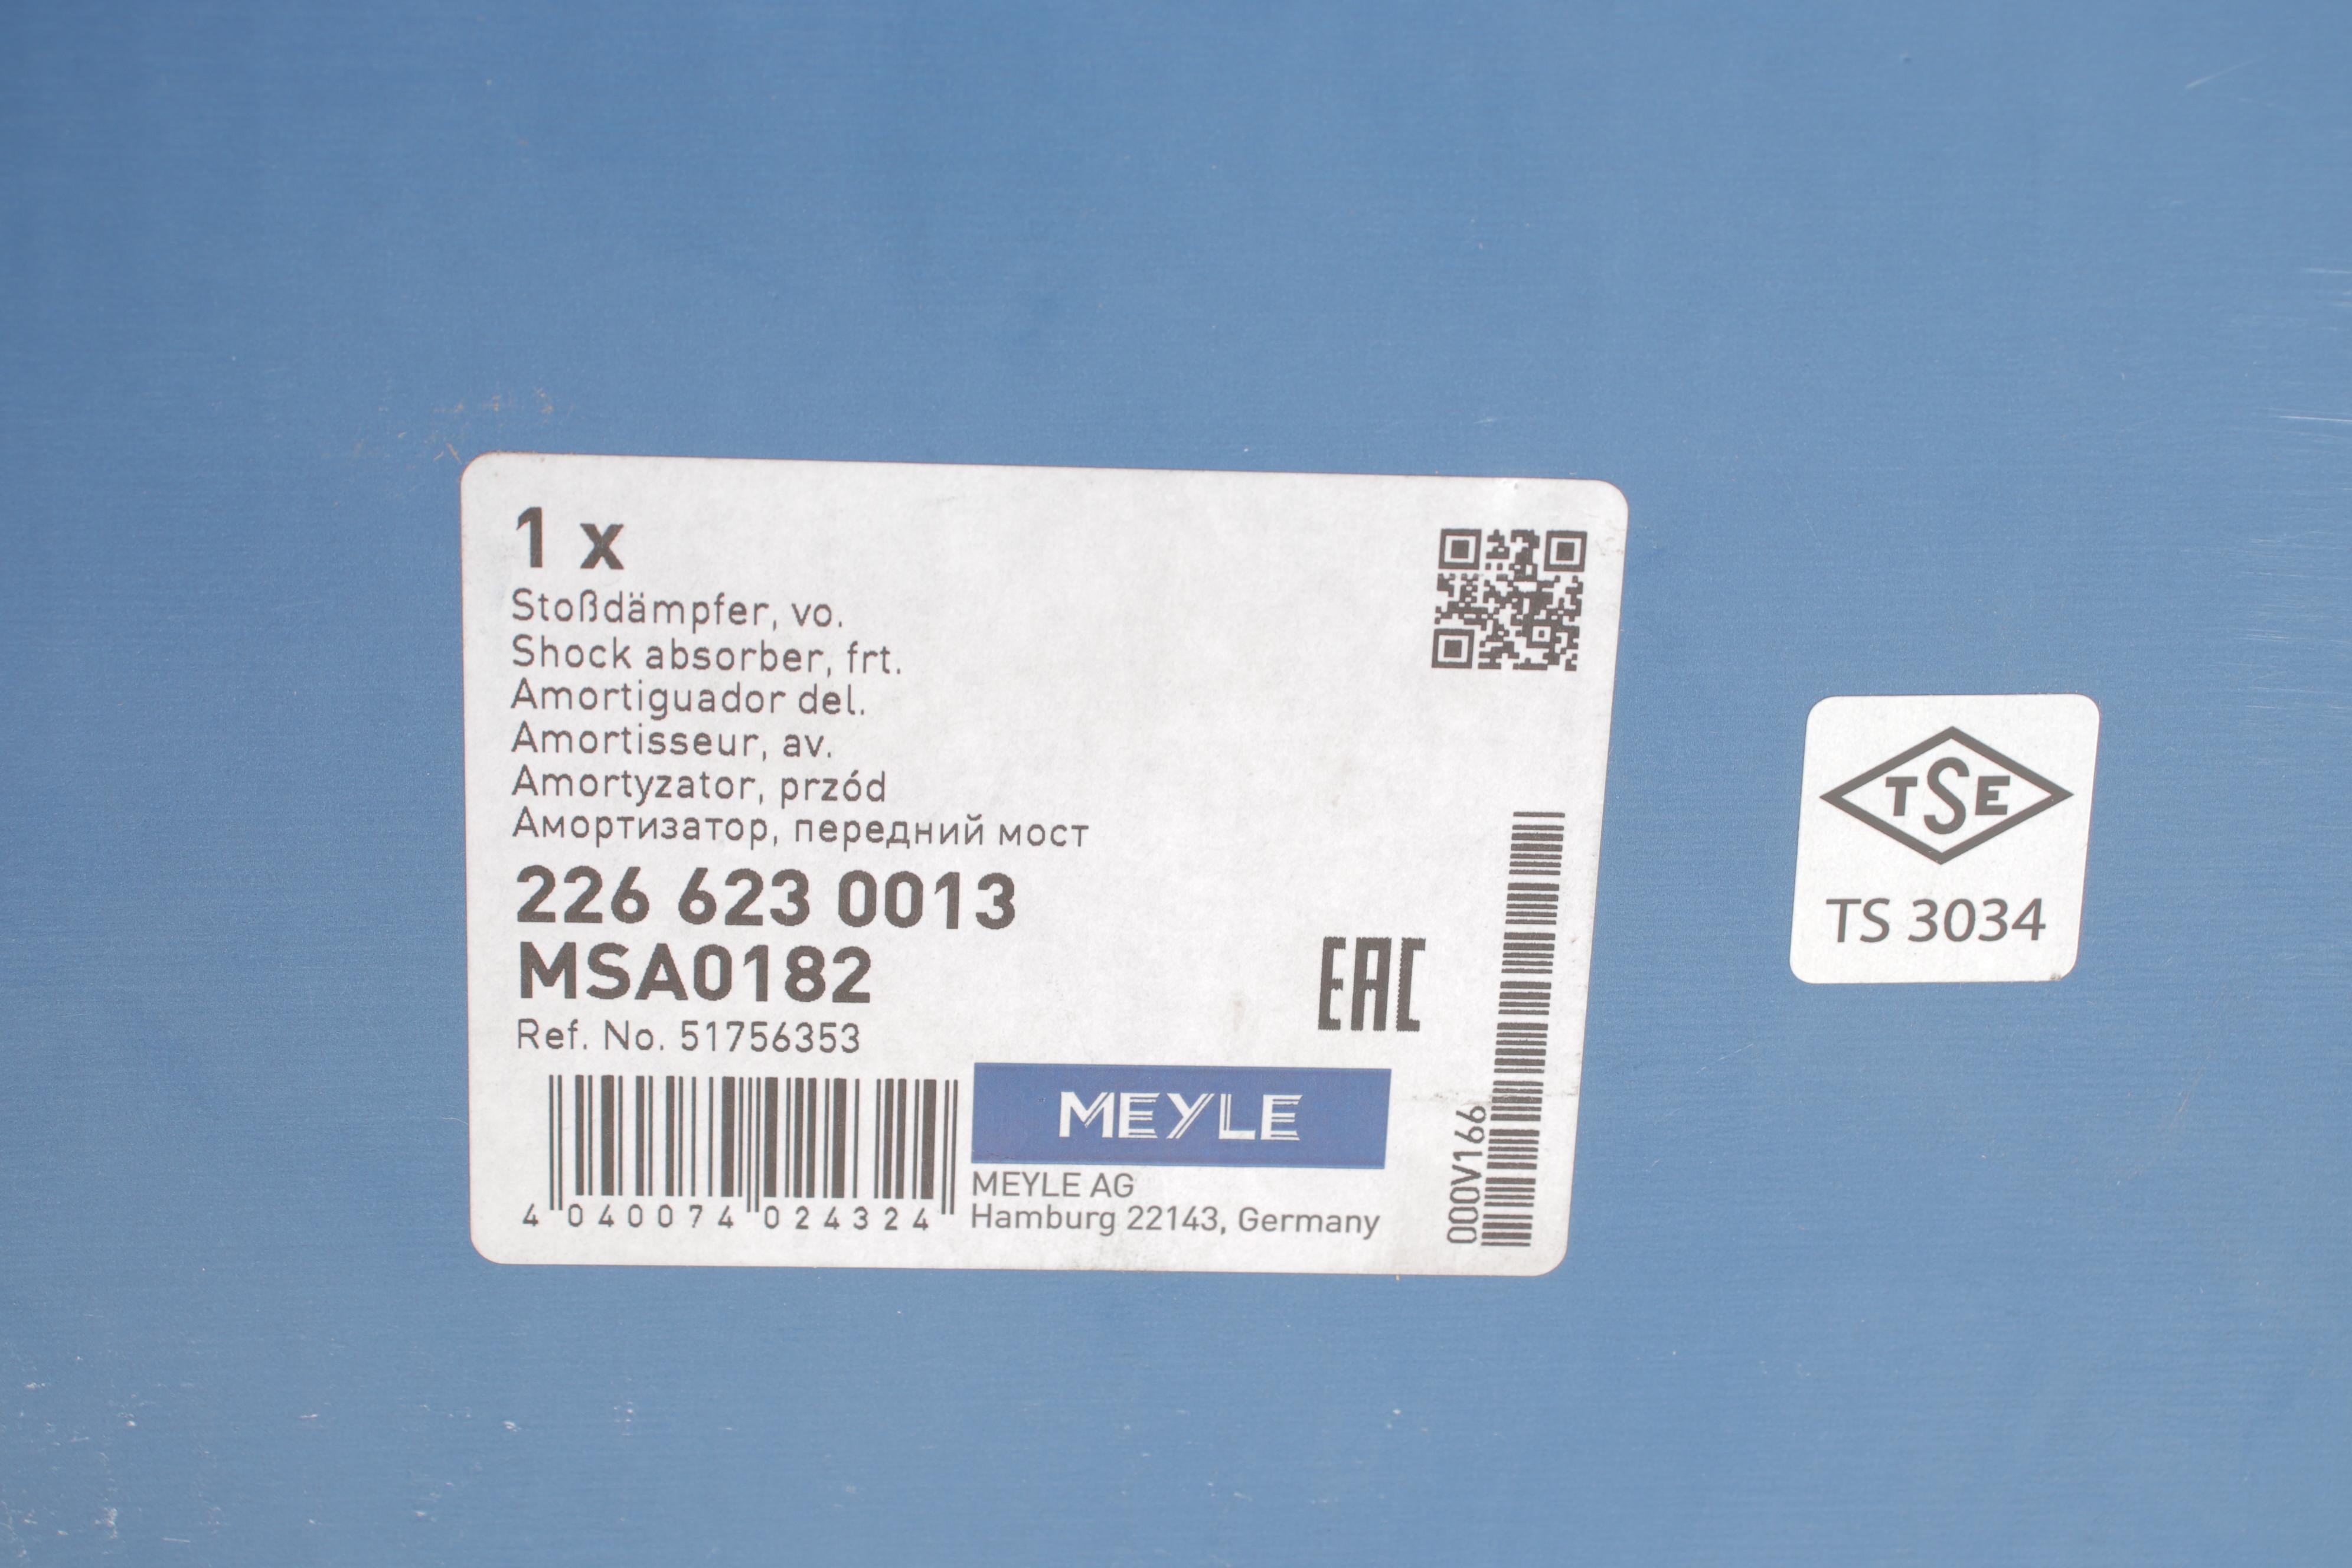 1 x
Stoßdämpfer, vo.
Shock absorber, frt.
Amortiguador del.
Amortisseur, av.
Amortyzator, przód
Амортизатор, передний мост
226 623 0013
MSA0182
Ref. No. 51756353
EAC
MEYLE
MEYLE AG
Hamburg 22143, Germany
4 040074 024324
000V166
TSE
TS 3034